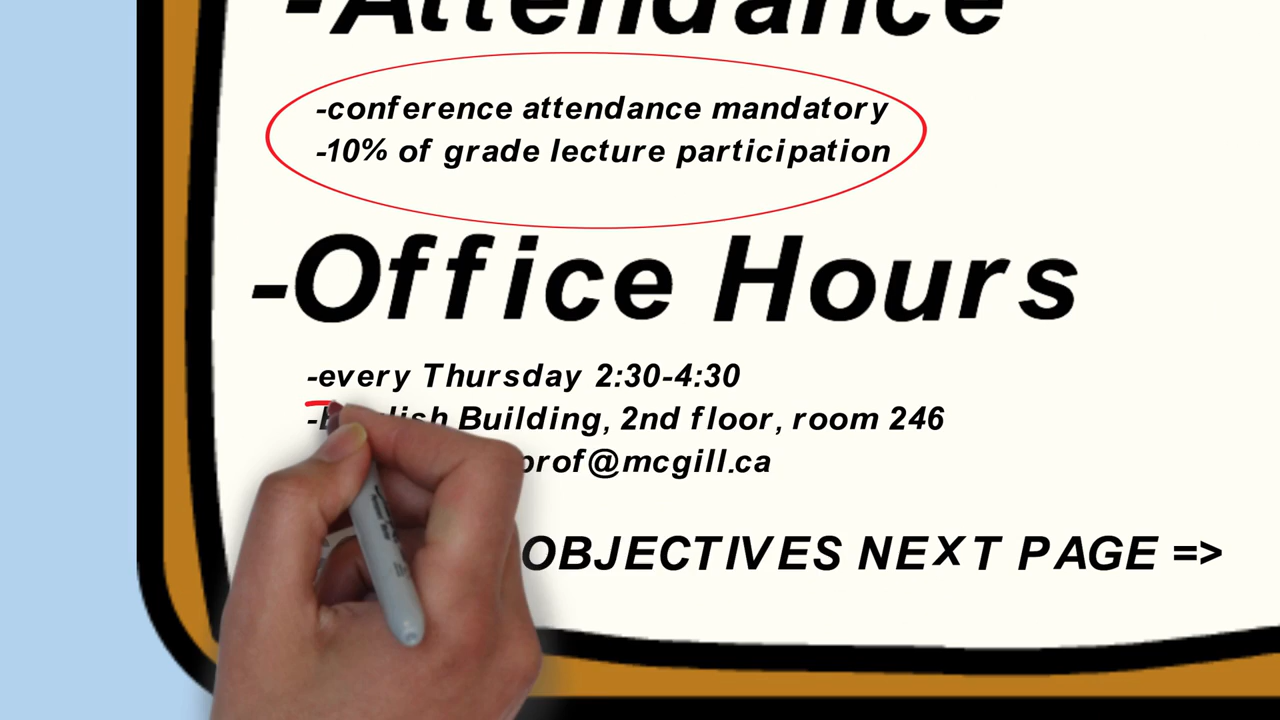 -Attendance
-conference attendance mandatory
-10% of grade lecture participation
-Office Hours
-every Thursday 2:30-4:30
Building, 2nd floor, room 246
prof@mcgill.ca
OBJECTIVES NEXT PAGE =>